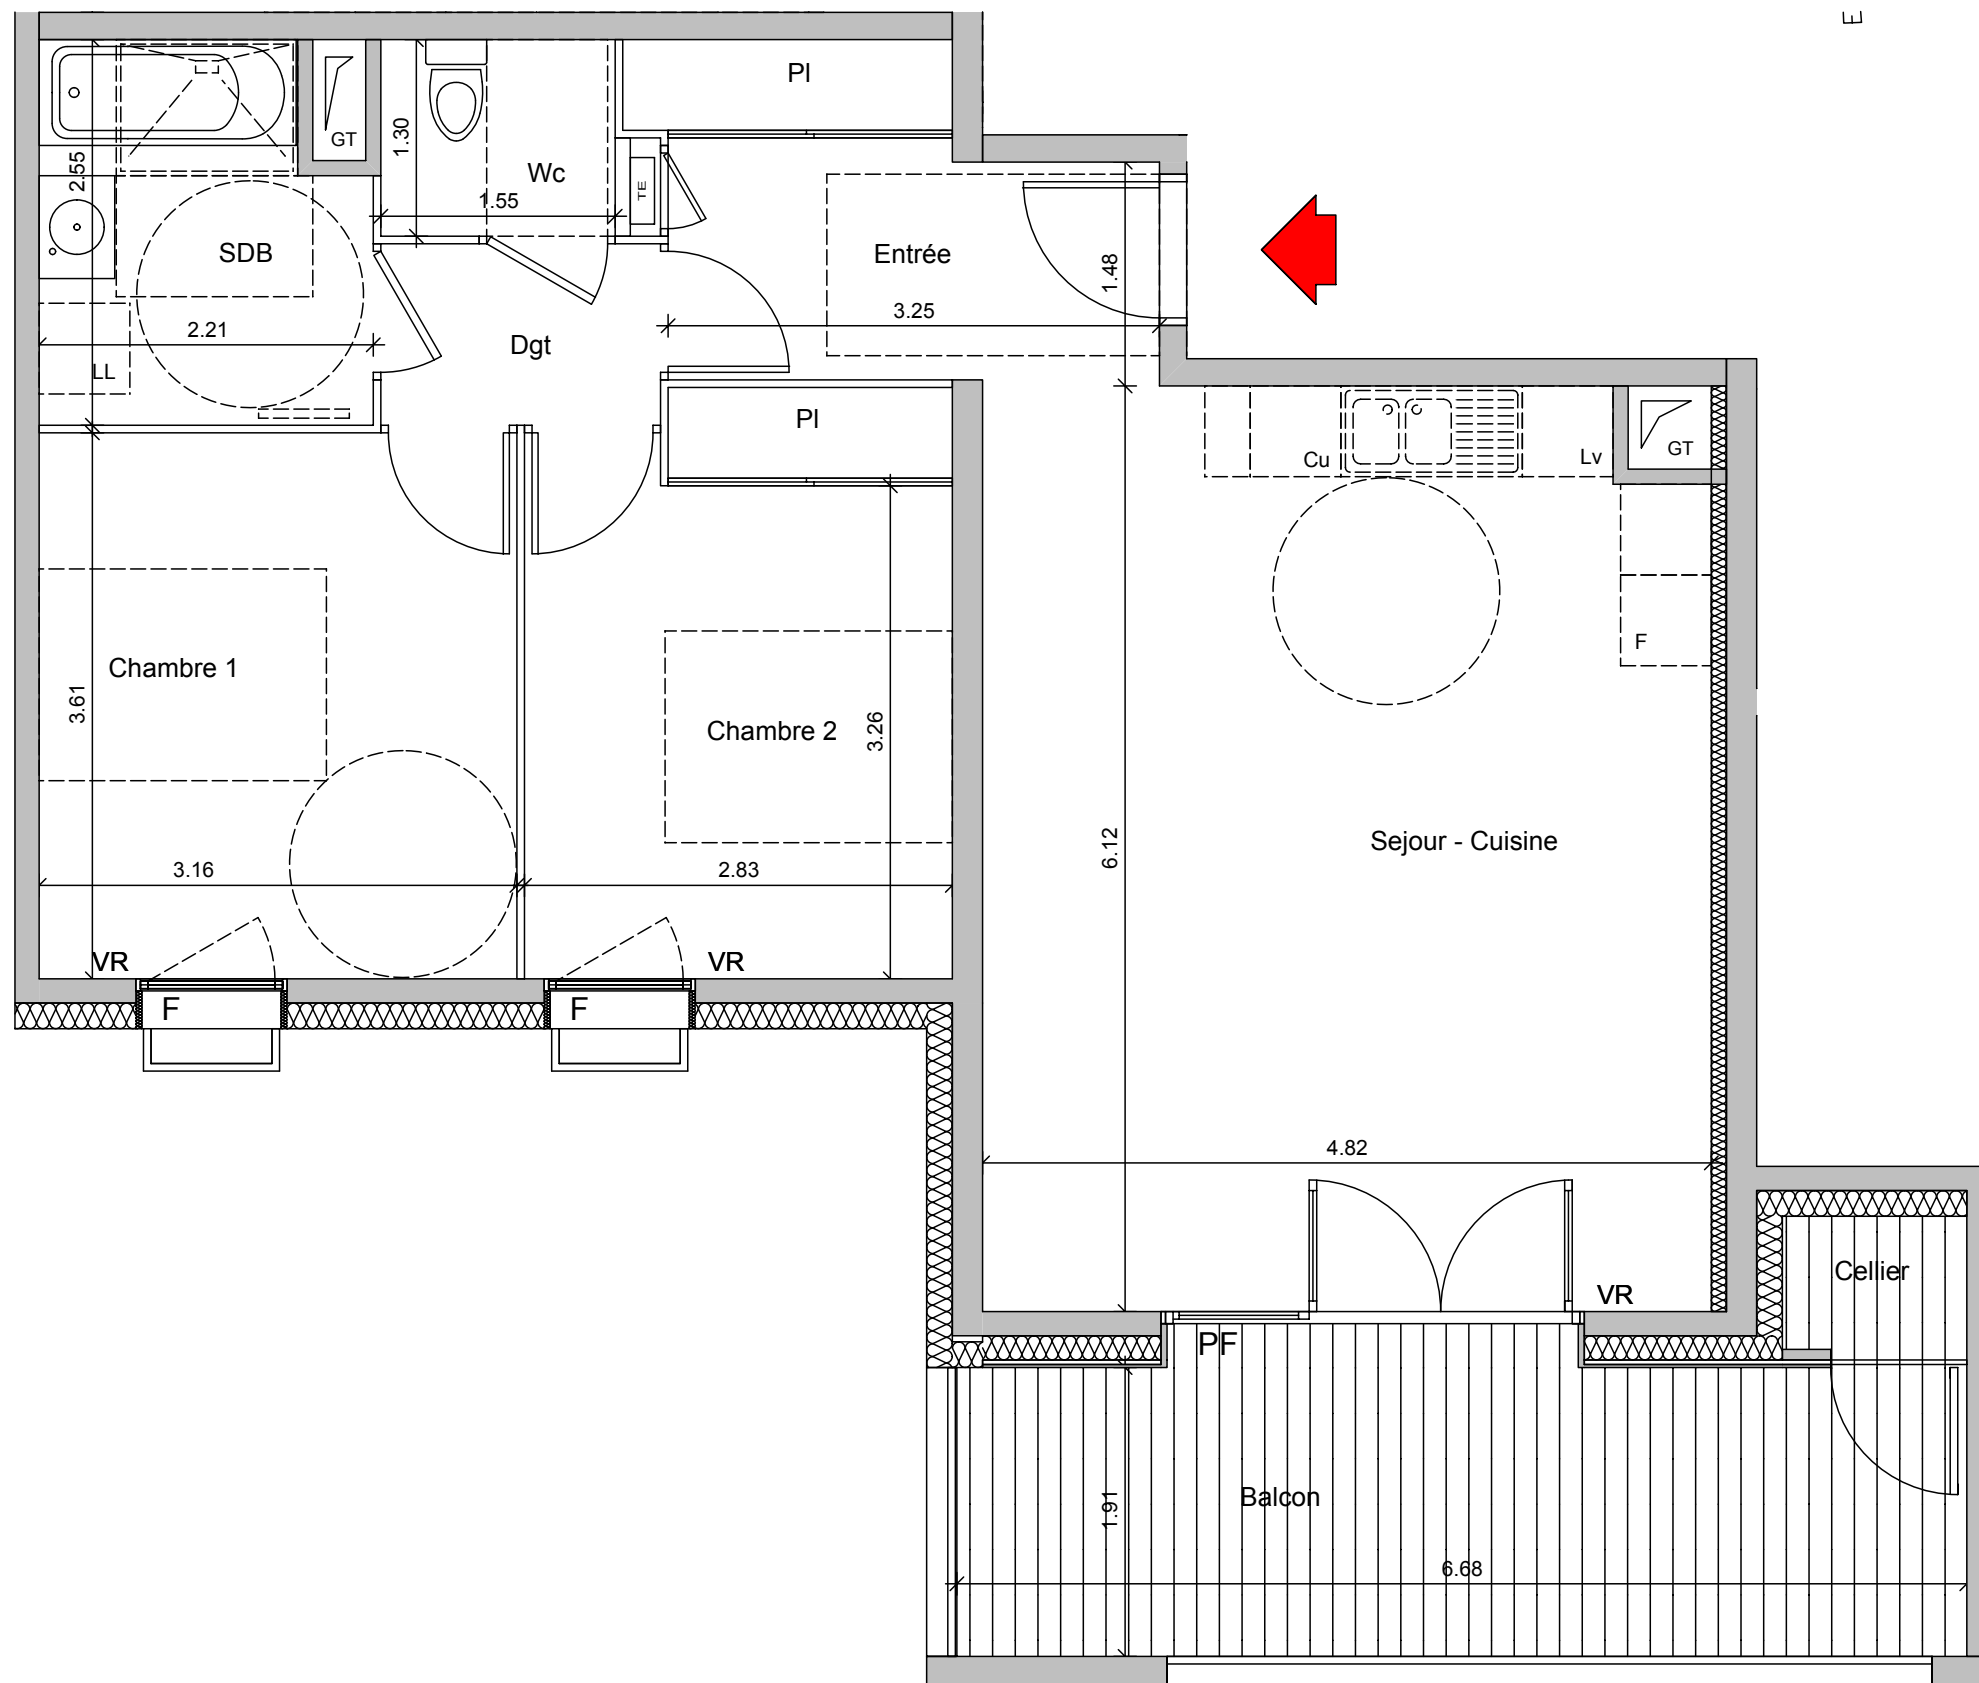 E
Pl
GT
1.30
2.55
Wc
TE
1.55
SDB
Entrée
1.48
2.21
3.25
Dgt
LL
Pl
Cu
Lv
GT
F
Chambre 1
3.61
Chambre 2
3.26
6.12
Sejour - Cuisine
3.16
2.83
VR
VR
F
F
4.82
Cellier
VR
PF
Balcon
1.91
6.68